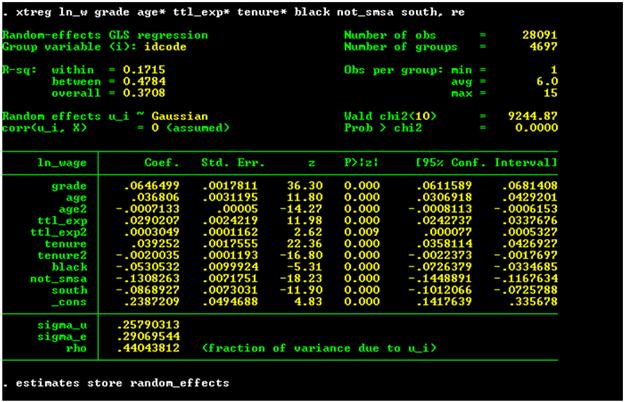 . xtreg ln_w grade age* ttl_exp* tenure* black not_smsa south, re
Random-effects GLS regression Number of obs = 28091
Group variable (i): idcode Number of groups = 4697
R-sq: within = 0.1715 Obs per group: min = 1
between = 0.4784 avg = 6.0
overall = 0.3708 max = 15
Random effects u_i ~ Gaussian Wald chi2(10) = 9244.87
corr(u_i, X) = 0 (assumed) Prob > chi2 = 0.0000
ln_wage Coef. Std. Err. z P>|z| [95% Conf. Interval]
grade .0646499 .0017811 36.30 0.000 .0611589 .0681408
age .036806 .0031195 11.80 0.000 .0306918 .0429201
age2 -.0007133 .00005 -14.27 0.000 -.0008113 -.0006153
ttl_exp .0290207 .0024219 11.98 0.000 .0242737 .0337676
ttl_exp2 .0003049 .0001162 2.62 0.009 .000077 .0005327
tenure .039252 .0017555 22.36 0.000 .0358114 .0426927
tenure2 -.0020035 .0001193 -16.80 0.000 -.0022373 -.0017697
black -.0530532 .0099924 -5.31 0.000 -.0726379 -.0334685
not_smsa -.1308263 .0071751 -18.23 0.000 -.1448891 -.1167634
south -.0868927 .0073031 -11.90 0.000 -.1012066 -.0725788
_cons .2387209 .0494688 4.83 0.000 .1417639 .335678
sigma_u .25790313
sigma_e .29069544
rho .44043812 (fraction of variance due to u_i)
. estimates store random_effects